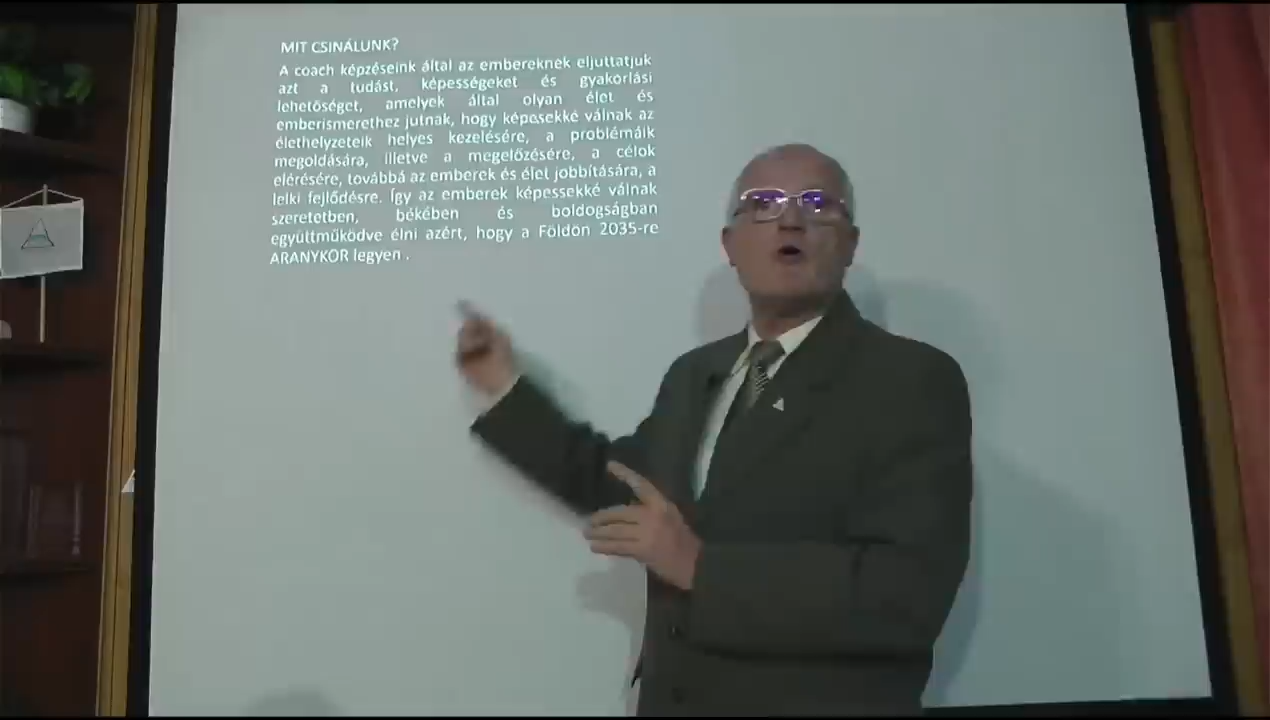 MIT CSINÁLUNK?
A coach képzéseink által az embereknek eljuttatjuk
azt a tudást, képességeket és gyakorlási
lehetőséget, amelyek által olyan élet és
emberismerethez jutnak, hogy képesekké válnak az
élethelyzeteik helyes kezelésére, a problémáik
megoldására, illetve a megelőzésére, a célok
elérésére, továbbá az emberek és élet jobbítására, a
lelki fejlődésre. Így az emberek képessekké válnak
szeretetben, békében és boldogságban
együttműködve élni azért, hogy a Földön 2035-re
ARANYKOR legyen .